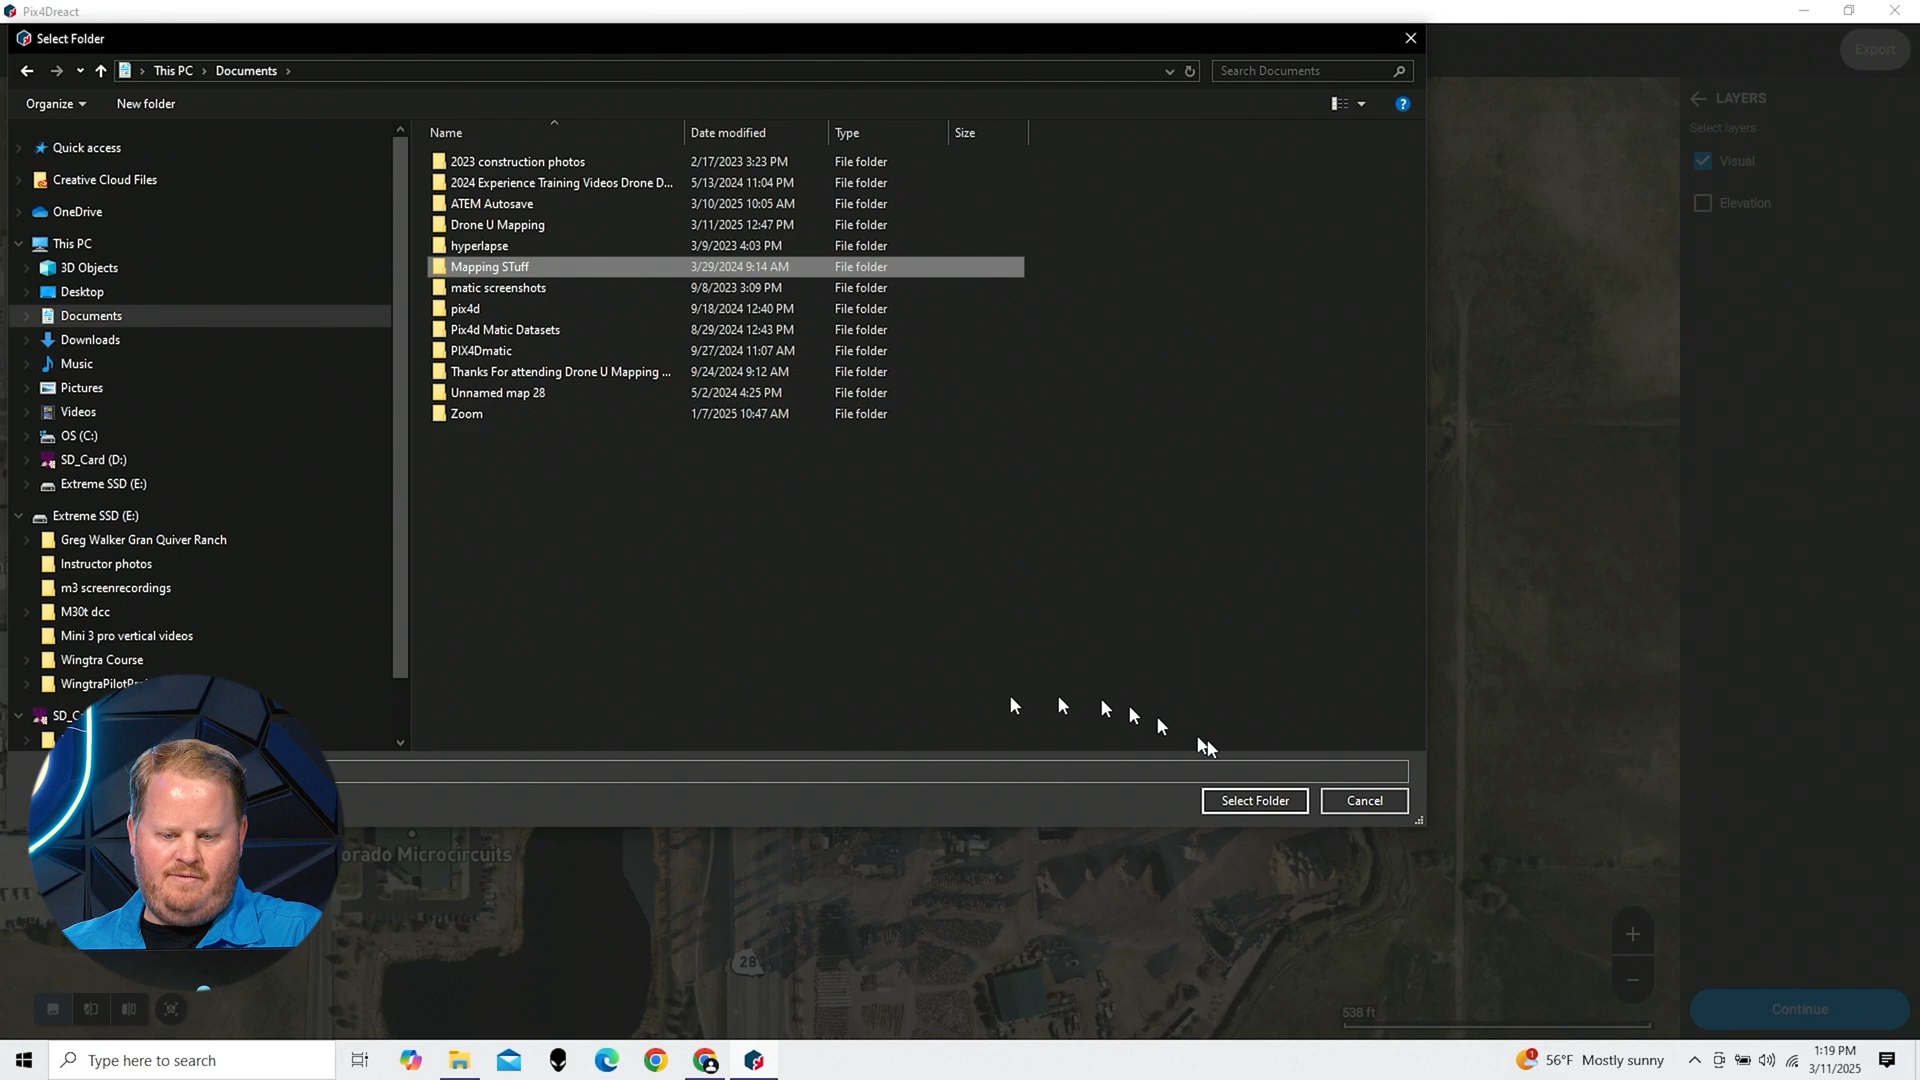 Pix4Dreact
Select Folder
This PC > Documents >
Search Documents
Export
Organize
New folder
LAYERS
Select layers
Visual
Elevation
Quick access
Creative Cloud Files
OneDrive
This PC
3D Objects
Desktop
Documents
Downloads
Music
Pictures
Videos
OS (C:)
SD_Card (D:)
Extreme SSD (E:)
Extreme SSD (E:)
Greg Walker Gran Quiver Ranch
Instructor photos
m3 screenrecordings
M30t dcc
Mini 3 pro vertical videos
Wingtra Course
WingtraPilotPr
SD_C
Name Date modified Type Size
2023 construction photos 2/17/2023 3:23 PM File folder
2024 Experience Training Videos Drone D... 5/13/2024 11:04 PM File folder
ATEM Autosave 3/10/2025 10:05 AM File folder
Drone U Mapping 3/11/2025 12:47 PM File folder
hyperlapse 3/9/2023 4:03 PM File folder
Mapping STuff 3/29/2024 9:14 AM File folder
matic screenshots 9/8/2023 3:09 PM File folder
pix4d 9/18/2024 12:40 PM File folder
Pix4d Matic Datasets 8/29/2024 12:43 PM File folder
PIX4Dmatic 9/27/2024 11:07 AM File folder
Thanks For attending Drone U Mapping ... 9/24/2024 9:12 AM File folder
Unnamed map 28 5/2/2024 4:25 PM File folder
Zoom 1/7/2025 10:47 AM File folder
Select Folder
Cancel
orado Microcircuits
28
538 ft
Continue
Type here to search
56°F Mostly sunny
1:19 PM
3/11/2025